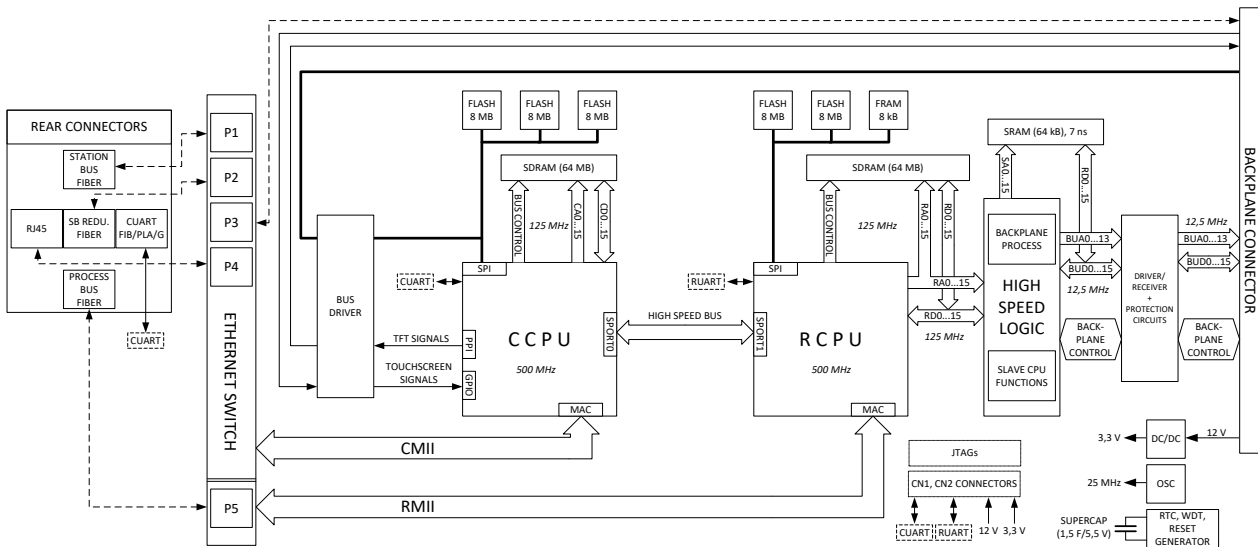 REAR CONNECTORS
STATION
BUS
FIBER
RJ45
SB REDU.
FIBER
CUART
FIB/PLA/G
PROCESS
BUS
FIBER
CUART
P1
P2
P3
P4
ETHERNET SWITCH
P5
BUS
DRIVER
FLASH
8 MB
FLASH
8 MB
FLASH
8 MB
SDRAM (64 MB)
BUS CONTROL
125 MHz
CA0...15
CD0...15
CUART
SPI
TFT SIGNALS
PPI
TOUCHSCREEN
SIGNALS
GPIO
CCPU
500 MHz
SPORT0
MAC
CMII
RMII
HIGH SPEED BUS
FLASH
8 MB
FLASH
8 MB
FRAM
8 kB
SDRAM (64 MB)
BUS CONTROL
125 MHz
RA0...15
RD0...15
RUART
SPI
SPORT1
RCPU
500 MHz
MAC
RA0...15
RD0...15
125 MHz
SRAM (64 kB), 7 ns
SA0...15
RD0...15
BACKPLANE
PROCESS
HIGH
SPEED
LOGIC
SLAVE CPU
FUNCTIONS
BUA0...13
BUD0...15
12,5 MHz
BACK-
PLANE
CONTROL
DRIVER/
RECEIVER
+
PROTECTION
CIRCUITS
12,5 MHz
BUA0...13
BUD0...15
BACK-
PLANE
CONTROL
BACKPLANE CONNECTOR
JTAGs
CN1, CN2 CONNECTORS
CUART
RUART
12 V
3,3 V
3,3 V
DC/DC
12 V
25 MHz
OSC
SUPERCAP
(1,5 F/5,5 V)
RTC, WDT,
RESET
GENERATOR